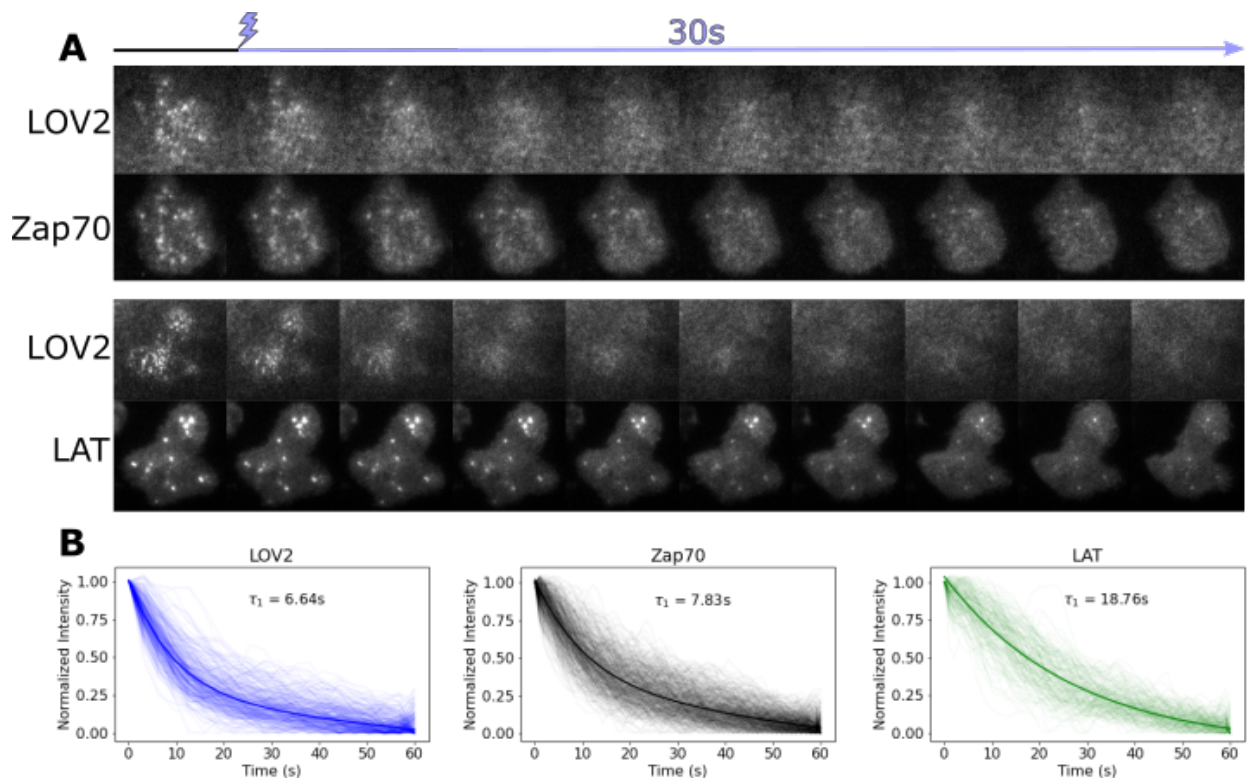 A
30s
LOV2
Zap70
LOV2
LAT
B
LOV2
Zap70
LAT
Normalized Intensity
1.00
0.75
0.50
0.25
0.00
τ1 = 6.64s
0 10 20 30 40 50 60
Time (s)
Normalized Intensity
1.00
0.75
0.50
0.25
0.00
τ1 = 7.83s
0 10 20 30 40 50 60
Time (s)
Normalized Intensity
1.00
0.75
0.50
0.25
0.00
τ1 = 18.76s
0 10 20 30 40 50 60
Time (s)